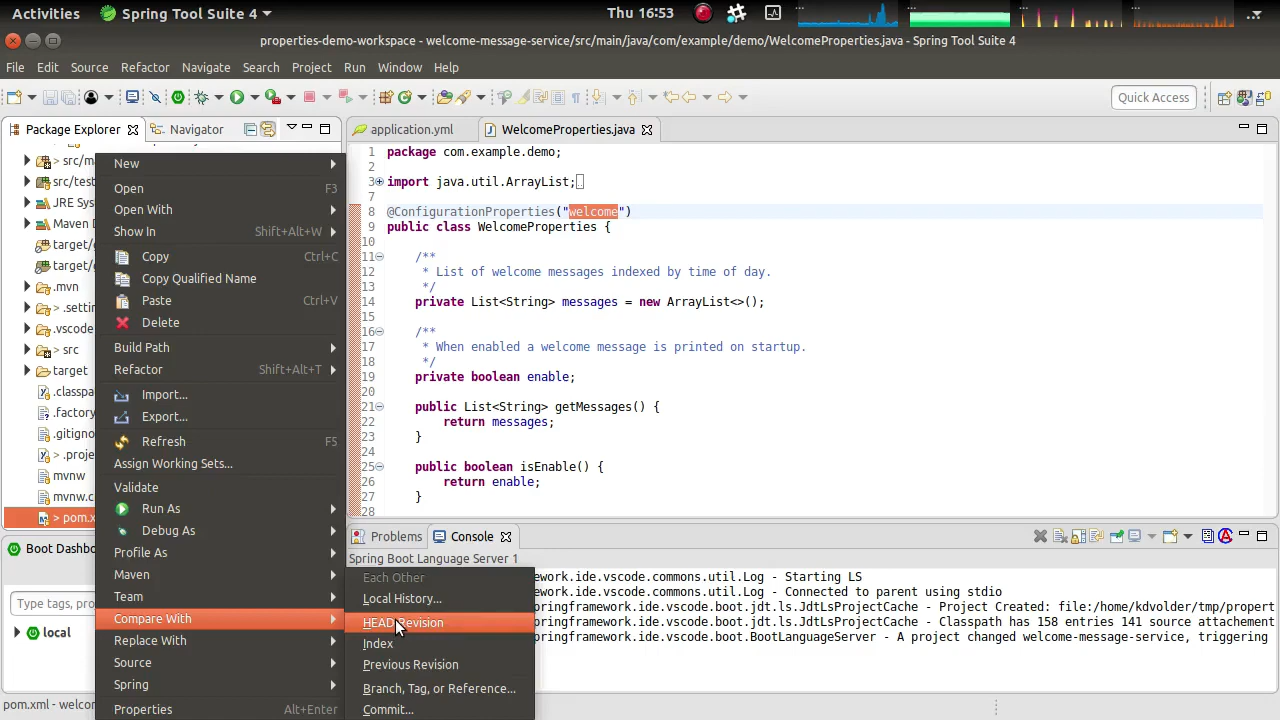 Activities Spring Tool Suite 4 Thu 16:53
properties-demo-workspace - welcome-message-service/src/main/java/com/example/demo/WelcomeProperties.java - Spring Tool Suite 4
File Edit Source Refactor Navigate Search Project Run Window Help
Quick Access
Package Explorer Navigator
> src/m
src/test
JRE Sys
Maven D
target/g
target/g
.mvn
> .settin
.vscode
> src
target
.classpa
.factory
.gitigno
> .proje
mvnw
mvnw.c
> pom.x
Boot Dashbo
Type tags, pro
local
pom.xml - welcom
New
Open F3
Open With
Show In Shift+Alt+W
Copy Ctrl+C
Copy Qualified Name
Paste Ctrl+V
Delete
Build Path
Refactor Shift+Alt+T
Import...
Export...
Refresh F5
Assign Working Sets...
Validate
Run As
Debug As
Profile As
Maven
Team
Compare With
Replace With
Source
Spring
Properties Alt+Enter
Each Other
Local History...
HEAD Revision
Index
Previous Revision
Branch, Tag, or Reference...
Commit...
application.yml WelcomeProperties.java
1 package com.example.demo;
2
3 import java.util.ArrayList;
7
8 @ConfigurationProperties("welcome")
9 public class WelcomeProperties {
10
11 /**
12 * List of welcome messages indexed by time of day.
13 */
14 private List<String> messages = new ArrayList<>();
15
16 /**
17 * When enabled a welcome message is printed on startup.
18 */
19 private boolean enable;
20
21 public List<String> getMessages() {
22 return messages;
23 }
24
25 public boolean isEnable() {
26 return enable;
27 }
28
Problems Console
Spring Boot Language Server 1
ework.ide.vscode.commons.util.Log - Starting LS
ework.ide.vscode.commons.util.Log - Connected to parent using stdio
pringframework.ide.vscode.boot.jdt.ls.JdtLsProjectCache - Project Created: file:/home/kdvolder/tmp/propert
pringframework.ide.vscode.boot.jdt.ls.JdtLsProjectCache - Classpath has 158 entries 141 source attachement
pringframework.ide.vscode.boot.BootLanguageServer - A project changed welcome-message-service, triggering